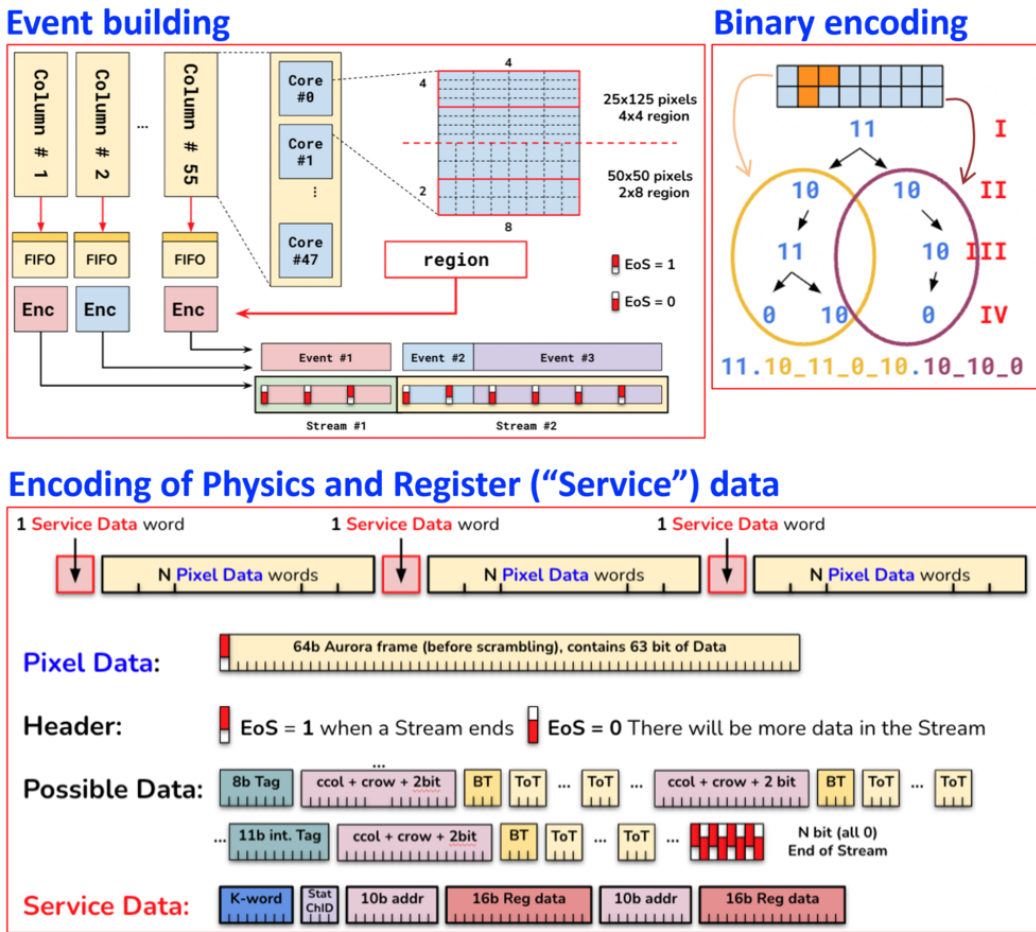 Event building
Binary encoding
Column # 1
Column # 2
...
Column # 55
Core #0
Core #1
⋮
Core #47
4
4
25x125 pixels
4x4 region
50x50 pixels
2x8 region
2
8
FIFO
FIFO
FIFO
region
EoS = 1
EoS = 0
Enc
Enc
Enc
Event #1
Event #2
Event #3
Stream #1
Stream #2
11
I
10
10
II
11
10
III
0
10
0
IV
11.10_11_0_10.10_10_0
Encoding of Physics and Register (“Service”) data
1 Service Data word
1 Service Data word
1 Service Data word
N Pixel Data words
N Pixel Data words
N Pixel Data words
Pixel Data:
64b Aurora frame (before scrambling), contains 63 bit of Data
Header:
EoS = 1 when a Stream ends
EoS = 0 There will be more data in the Stream
...
Possible Data:
8b Tag
ccol + crow + 2bit
BT
ToT
...
ToT
...
ccol + crow + 2 bit
BT
ToT
...
ToT
...
11b int. Tag
ccol + crow + 2bit
BT
ToT
...
ToT
...
N bit (all 0)
End of Stream
Service Data:
K-word
Stat
ChID
10b addr
16b Reg data
10b addr
16b Reg data